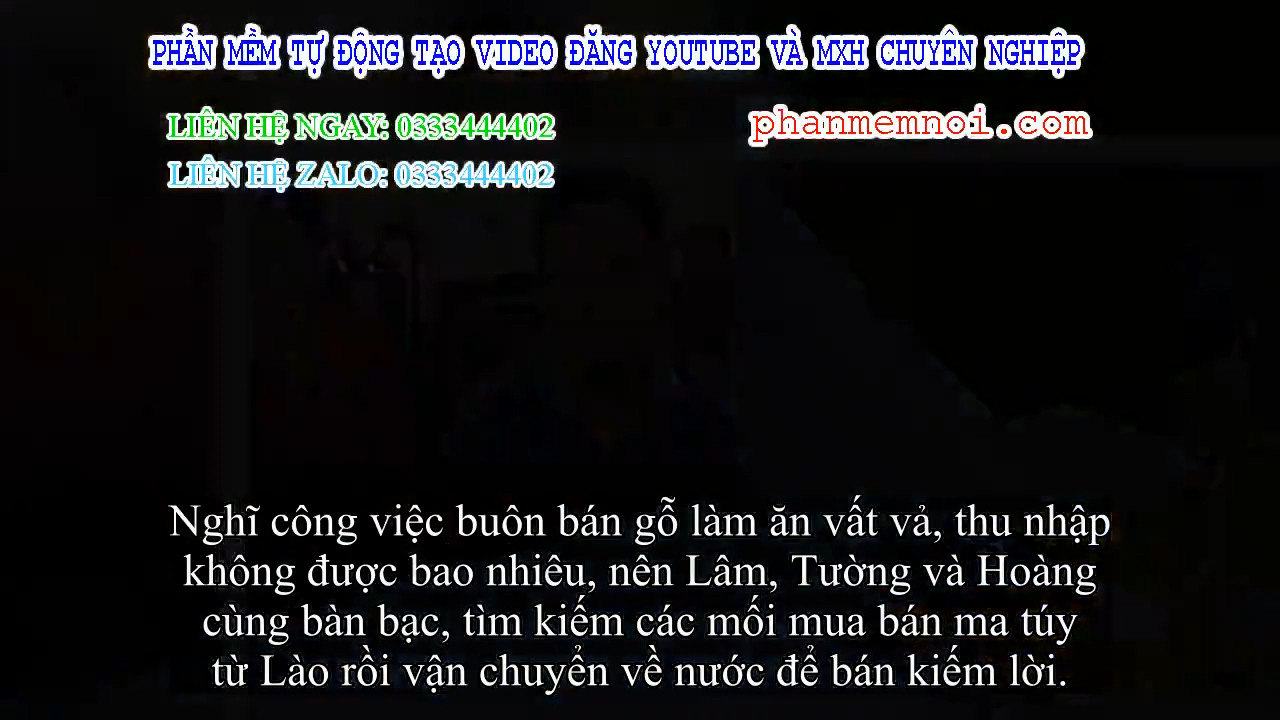 PHẦN MỀM TỰ ĐỘNG TẠO VIDEO ĐĂNG YOUTUBE VÀ MXH CHUYÊN NGHIỆP
LIÊN HỆ NGAY: 0333444402
phanmemnoi.com
LIÊN HỆ ZALO: 0333444402
Nghĩ công việc buôn bán gỗ làm ăn vất vả, thu nhập
không được bao nhiêu, nên Lâm, Tường và Hoàng
cùng bàn bạc, tìm kiếm các mối mua bán ma túy
từ Lào rồi vận chuyển về nước để bán kiếm lời.